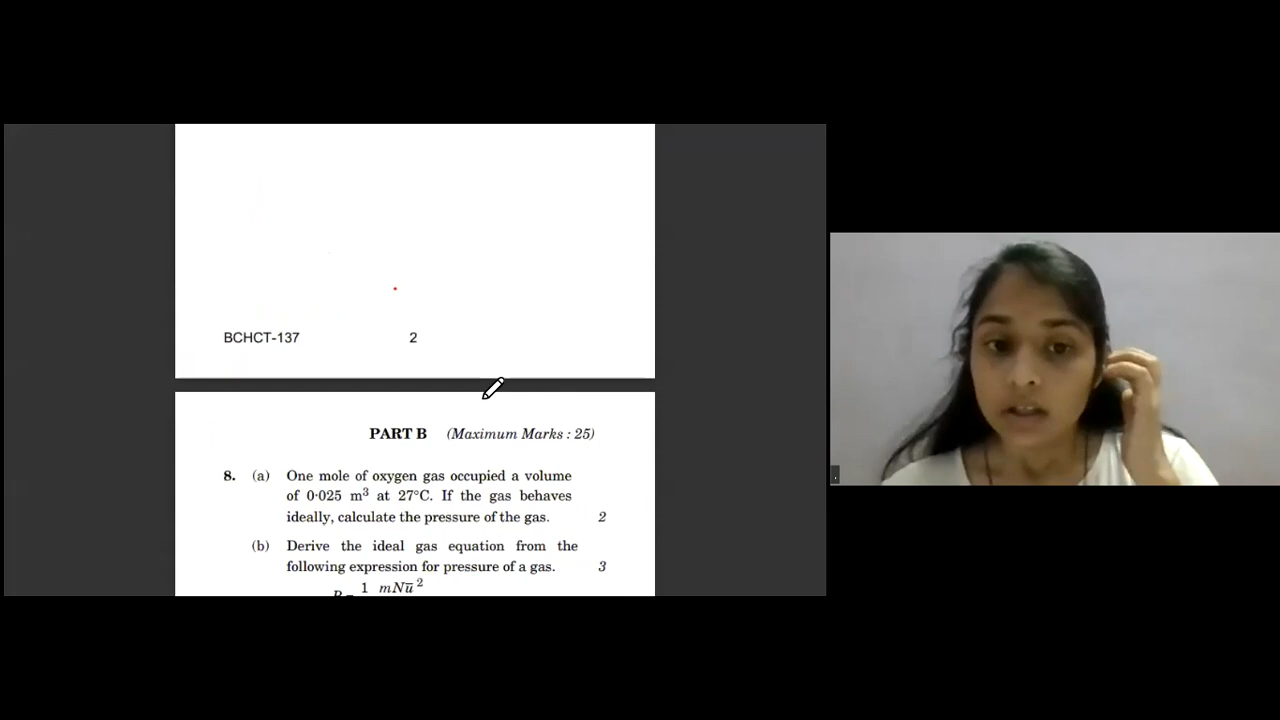 BCHCT-137 2
PART B (Maximum Marks : 25)
8. (a) One mole of oxygen gas occupied a volume
of 0·025 m³ at 27°C. If the gas behaves
ideally, calculate the pressure of the gas. 2
(b) Derive the ideal gas equation from the
following expression for pressure of a gas. 3
1 mNū²